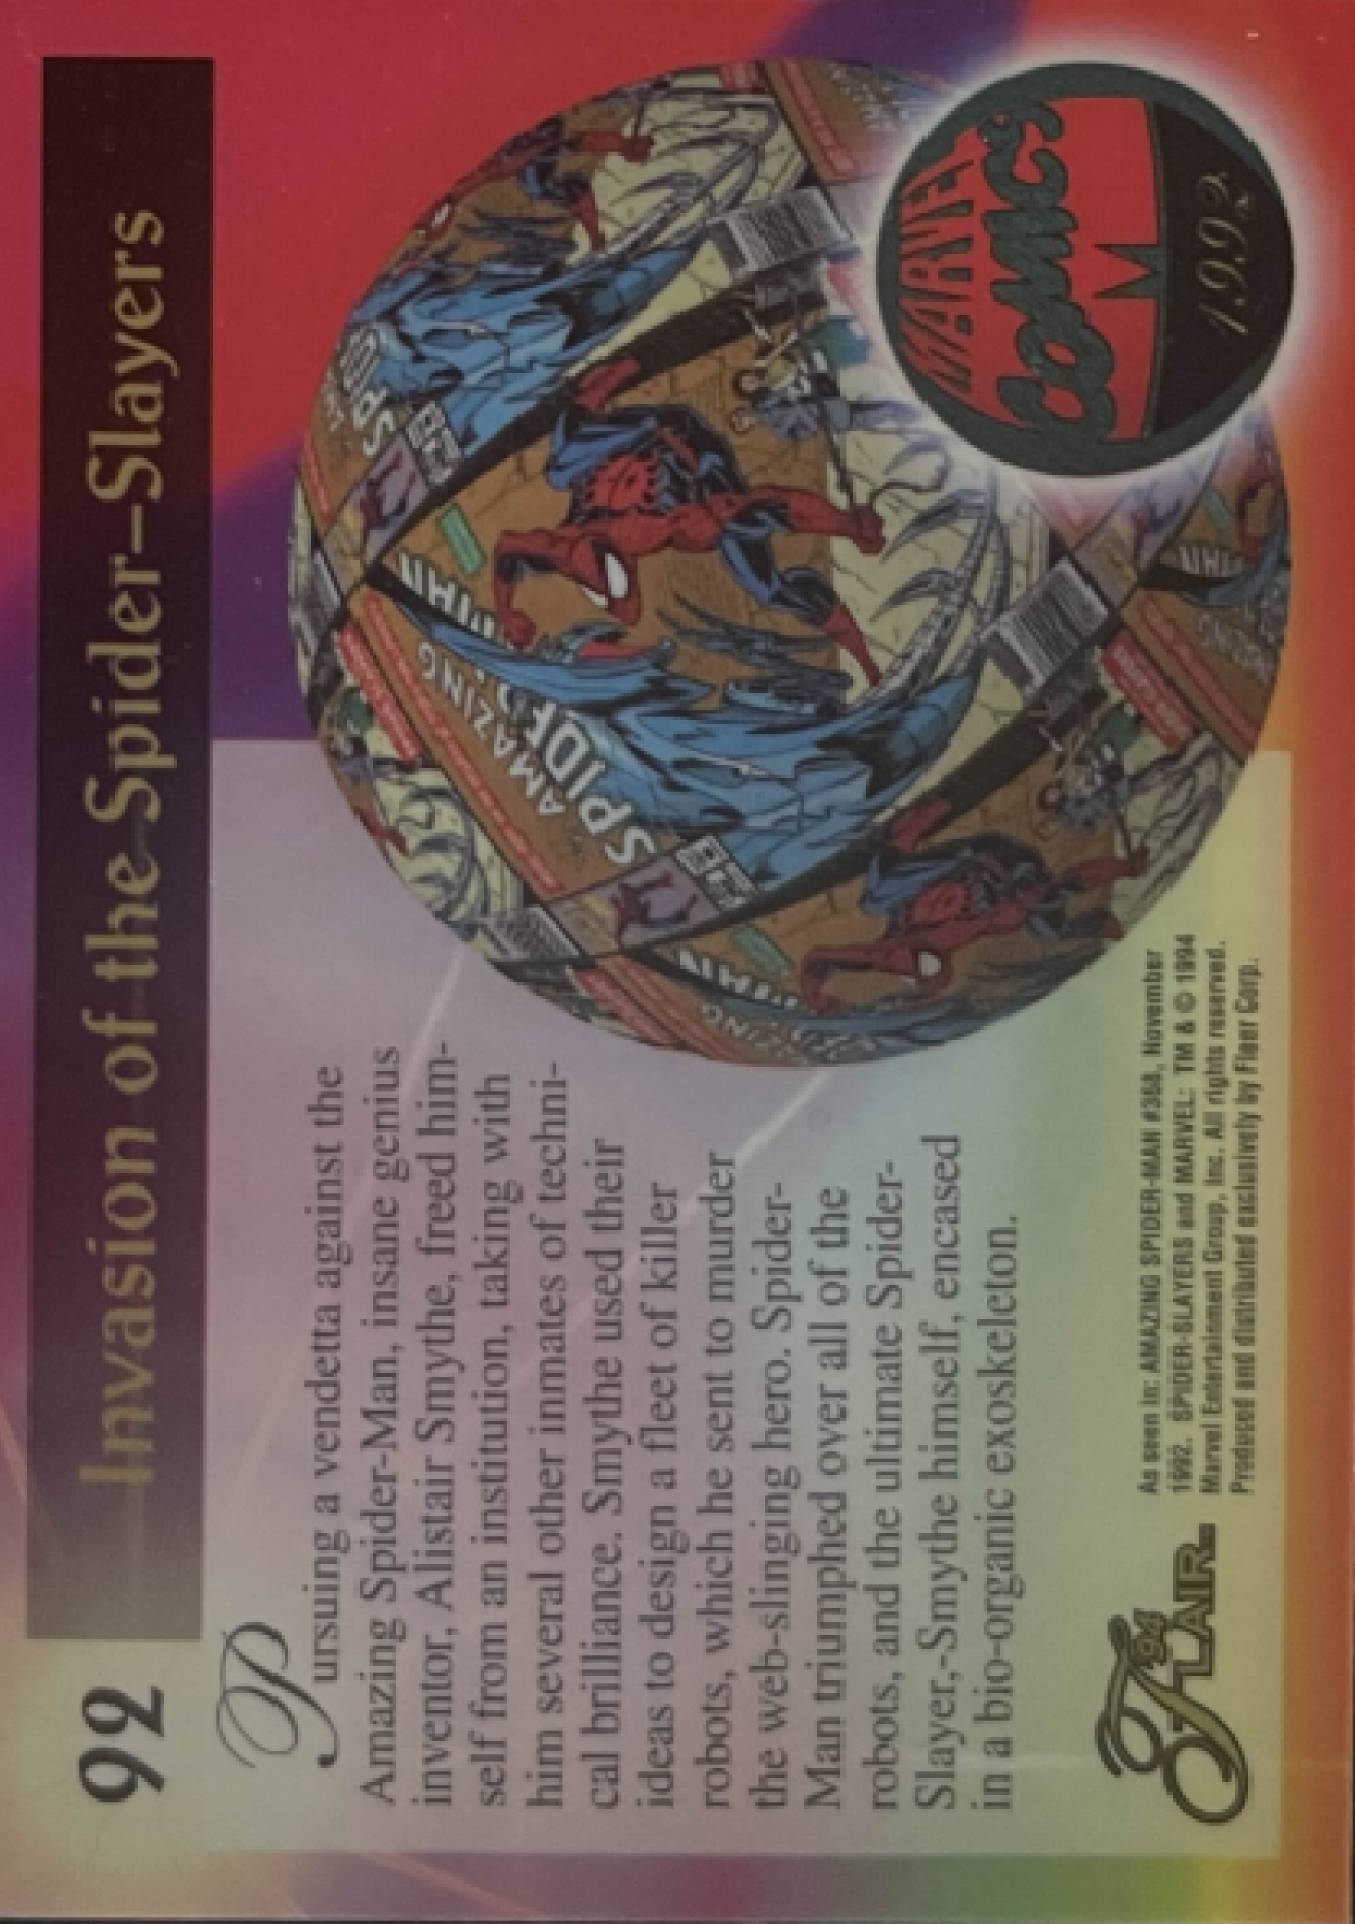 92
Invasion of the Spider–Slayers
Pursuing a vendetta against the
Amazing Spider-Man, insane genius
inventor, Alistair Smythe, freed him-
self from an institution, taking with
him several other inmates of techni-
cal brilliance. Smythe used their
ideas to design a fleet of killer
robots, which he sent to murder
the web-slinging hero. Spider-
Man triumphed over all of the
robots, and the ultimate Spider-
Slayer,-Smythe himself, encased
in a bio-organic exoskeleton.
AMAZING
SPIDER-MAN
MARVEL
COMICS
M
1992
'94
FLAIR™
As seen in: AMAZING SPIDER-MAN #368, November
1992. SPIDER-SLAYERS and MARVEL: TM & © 1994
Marvel Entertainment Group, Inc. All rights reserved.
Produced and distributed exclusively by Fleer Corp.